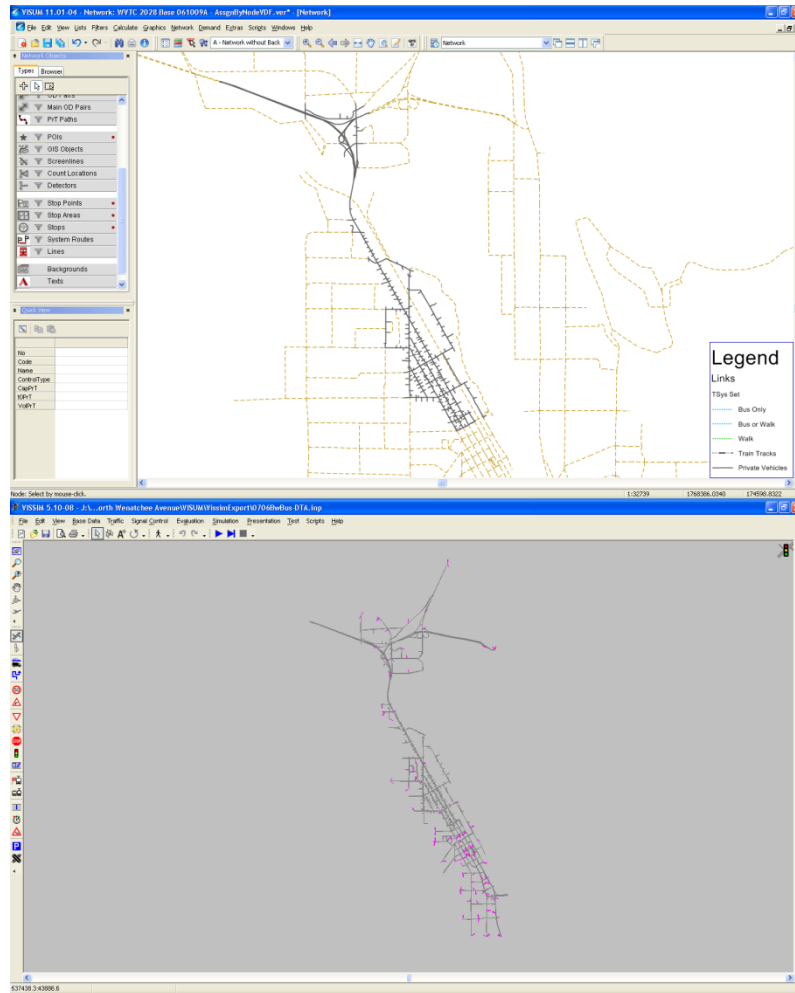 VISUM 11.01-04 - Network: WVTC 2028 Base 061009A - AssgnByNodeVDF.ver* - [Network]
File Edit View Lists Filters Calculate Graphics Network Demand Extras Scripts Windows Help
A - Network without Back
Network
Network Objects
Types Browser
OD Pairs
Main OD Pairs
PrT Paths
POIs
GIS Objects
Screenlines
Count Locations
Detectors
Stop Points
Stop Areas
Stops
System Routes
Lines
Backgrounds
Texts
Quick View
No
Code
Name
ControlType
CapPrT
t0PrT
VolPrT
Legend
Links
TSys Set
Bus Only
Bus or Walk
Walk
Train Tracks
Private Vehicles
Node: Select by mouse-click.
1:32739 1768386.0340 174598.8322
VISSIM 5.10-08 - J:\...orth Wenatchee Avenue\VISUM\VissimExport\0706BwBus-DTA.inp
File Edit View Base Data Traffic Signal Control Evaluation Simulation Presentation Test Scripts Help
537438.3:43886.6